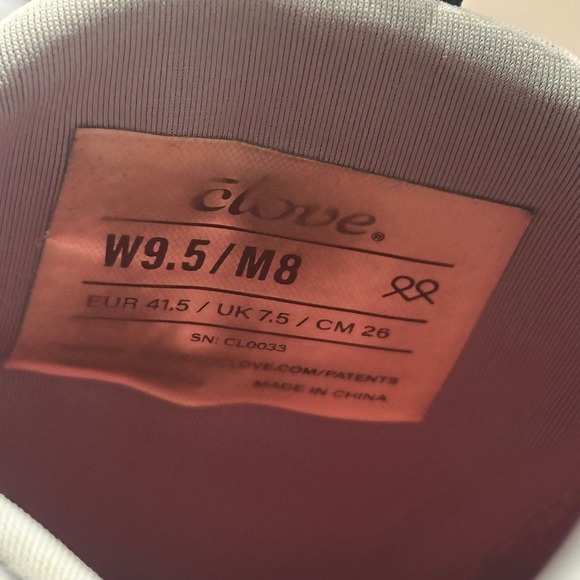 clove®
W9.5/M8
EUR 41.5 / UK 7.5 / CM 26
SN: CL0033
LOVE.COM/PATENTS
MADE IN CHINA